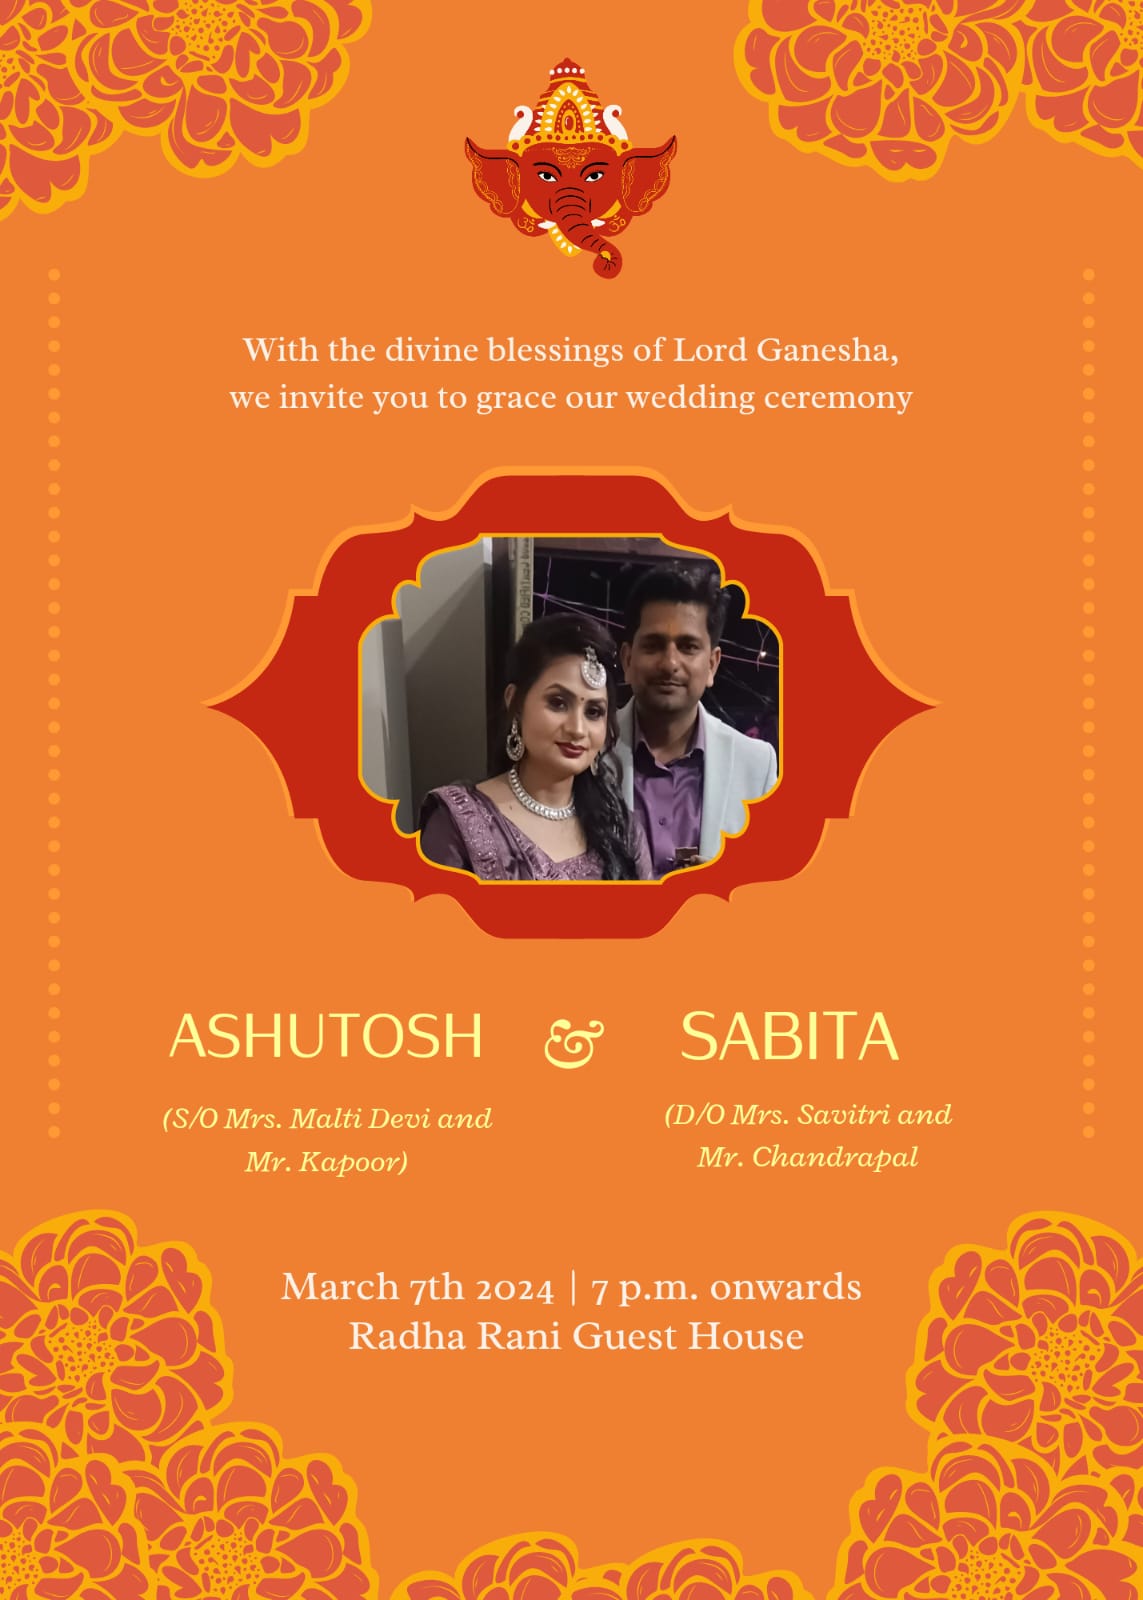 With the divine blessings of Lord Ganesha,
we invite you to grace our wedding ceremony
ASHUTOSH & SABITA
(S/O Mrs. Malti Devi and
Mr. Kapoor)
(D/O Mrs. Savitri and
Mr. Chandrapal
March 7th 2024 | 7 p.m. onwards
Radha Rani Guest House